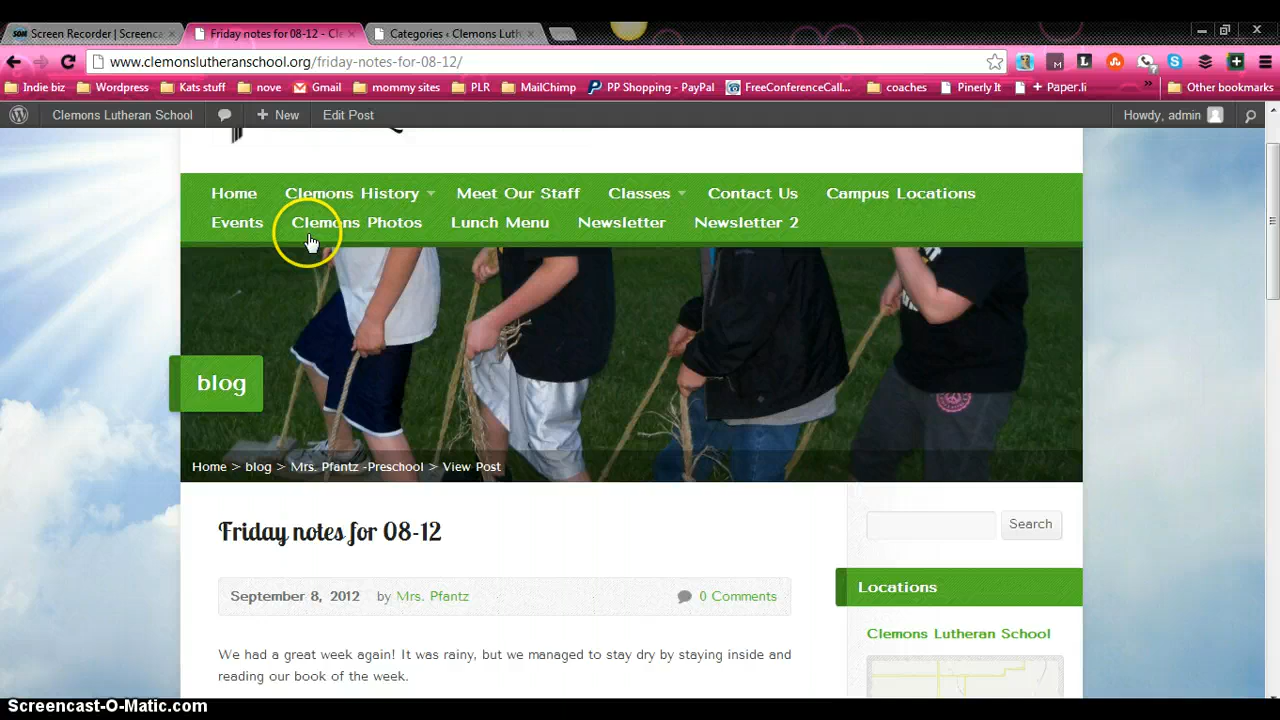 Screen Recorder | Screenca
Friday notes for 08-12 - Cle
Categories ‹ Clemons Luth
www.clemonslutheranschool.org/friday-notes-for-08-12/
Indie biz Wordpress Kats stuff nove Gmail mommy sites PLR MailChimp PP Shopping - PayPal FreeConferenceCall... coaches Pinerly It + Paper.li » Other bookmarks
Clemons Lutheran School + New Edit Post Howdy, admin
Home Clemons History Meet Our Staff Classes Contact Us Campus Locations
Events Clemons Photos Lunch Menu Newsletter Newsletter 2
blog
Home > blog > Mrs. Pfantz -Preschool > View Post
Friday notes for 08-12
Search
September 8, 2012 by Mrs. Pfantz 0 Comments
Locations
Clemons Lutheran School
We had a great week again! It was rainy, but we managed to stay dry by staying inside and
reading our book of the week.
Screencast-O-Matic.com